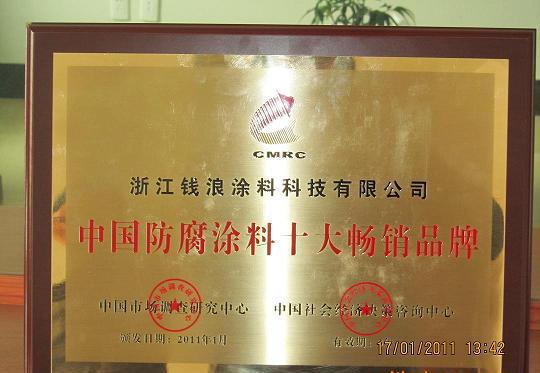 CMRC
浙江钱浪涂料科技有限公司
中国防腐涂料十大畅销品牌
中国市场调查研究中心 中国社会经济决策咨询中心
颁发日期：2011年1月 有效期：
17/01/2011 13:42